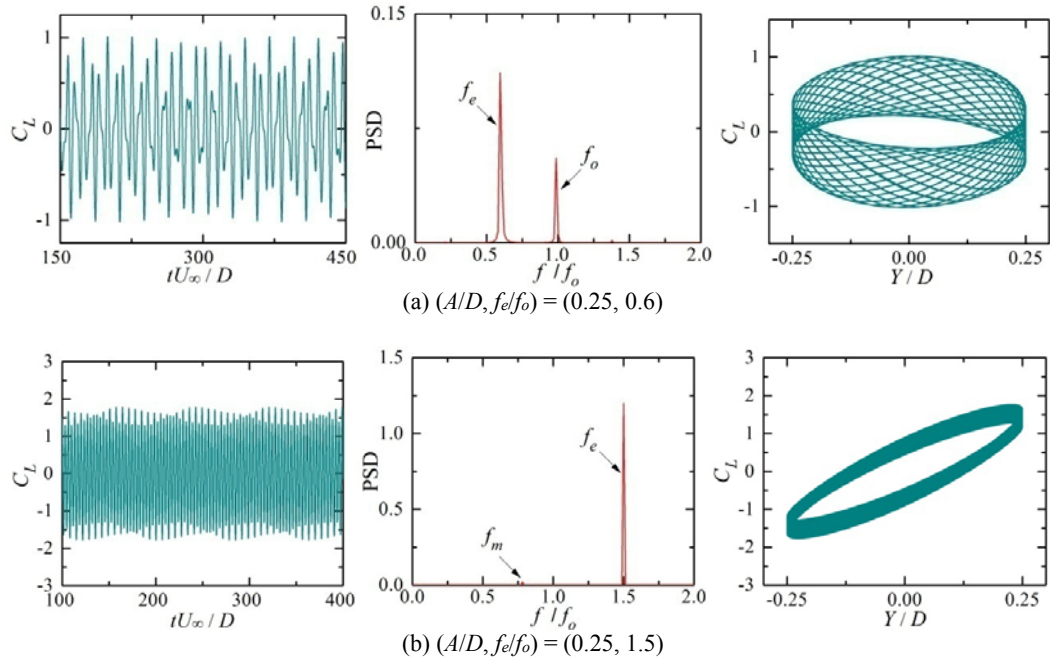 1
0
-1
C_L
150
300
450
tU∞ / D
0.15
0.00
PSD
f_e
f_o
0.0
0.5
1.0
1.5
2.0
f / f_o
1
0
-1
C_L
-0.25
0.00
0.25
Y / D
(a) (A/D, f_e/f_o) = (0.25, 0.6)
3
2
1
0
-1
-2
-3
C_L
100
200
300
400
tU∞ / D
1.5
1.0
0.5
0.0
PSD
f_e
f_m
0.0
0.5
1.0
1.5
2.0
f / f_o
3
2
1
0
-1
-2
-3
C_L
-0.25
0.00
0.25
Y / D
(b) (A/D, f_e/f_o) = (0.25, 1.5)